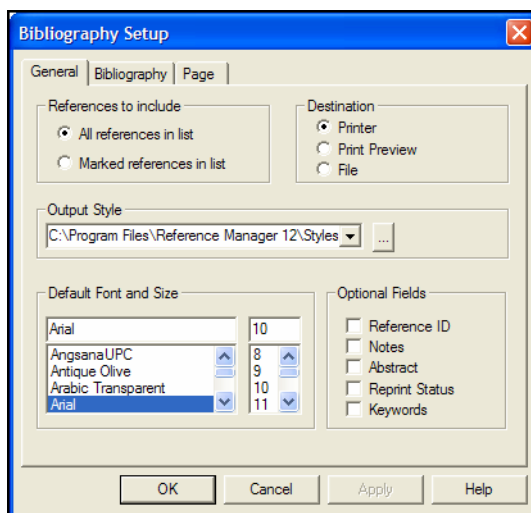 Bibliography Setup
General Bibliography Page
References to include
All references in list
Marked references in list
Destination
Printer
Print Preview
File
Output Style
C:\Program Files\Reference Manager 12\Styles ...
Default Font and Size
Arial 10
AngsanaUPC 8
Antique Olive 9
Arabic Transparent 10
Arial 11
Optional Fields
Reference ID
Notes
Abstract
Reprint Status
Keywords
OK Cancel Apply Help